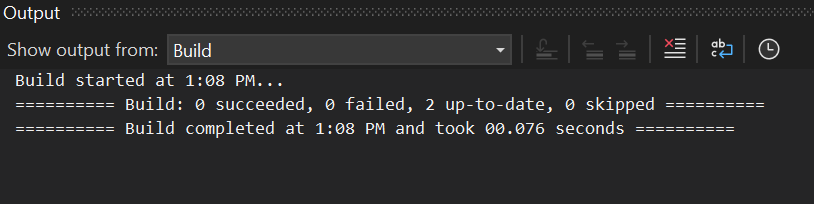 Output
Show output from: Build
Build started at 1:08 PM...
========== Build: 0 succeeded, 0 failed, 2 up-to-date, 0 skipped ==========
========== Build completed at 1:08 PM and took 00.076 seconds ==========